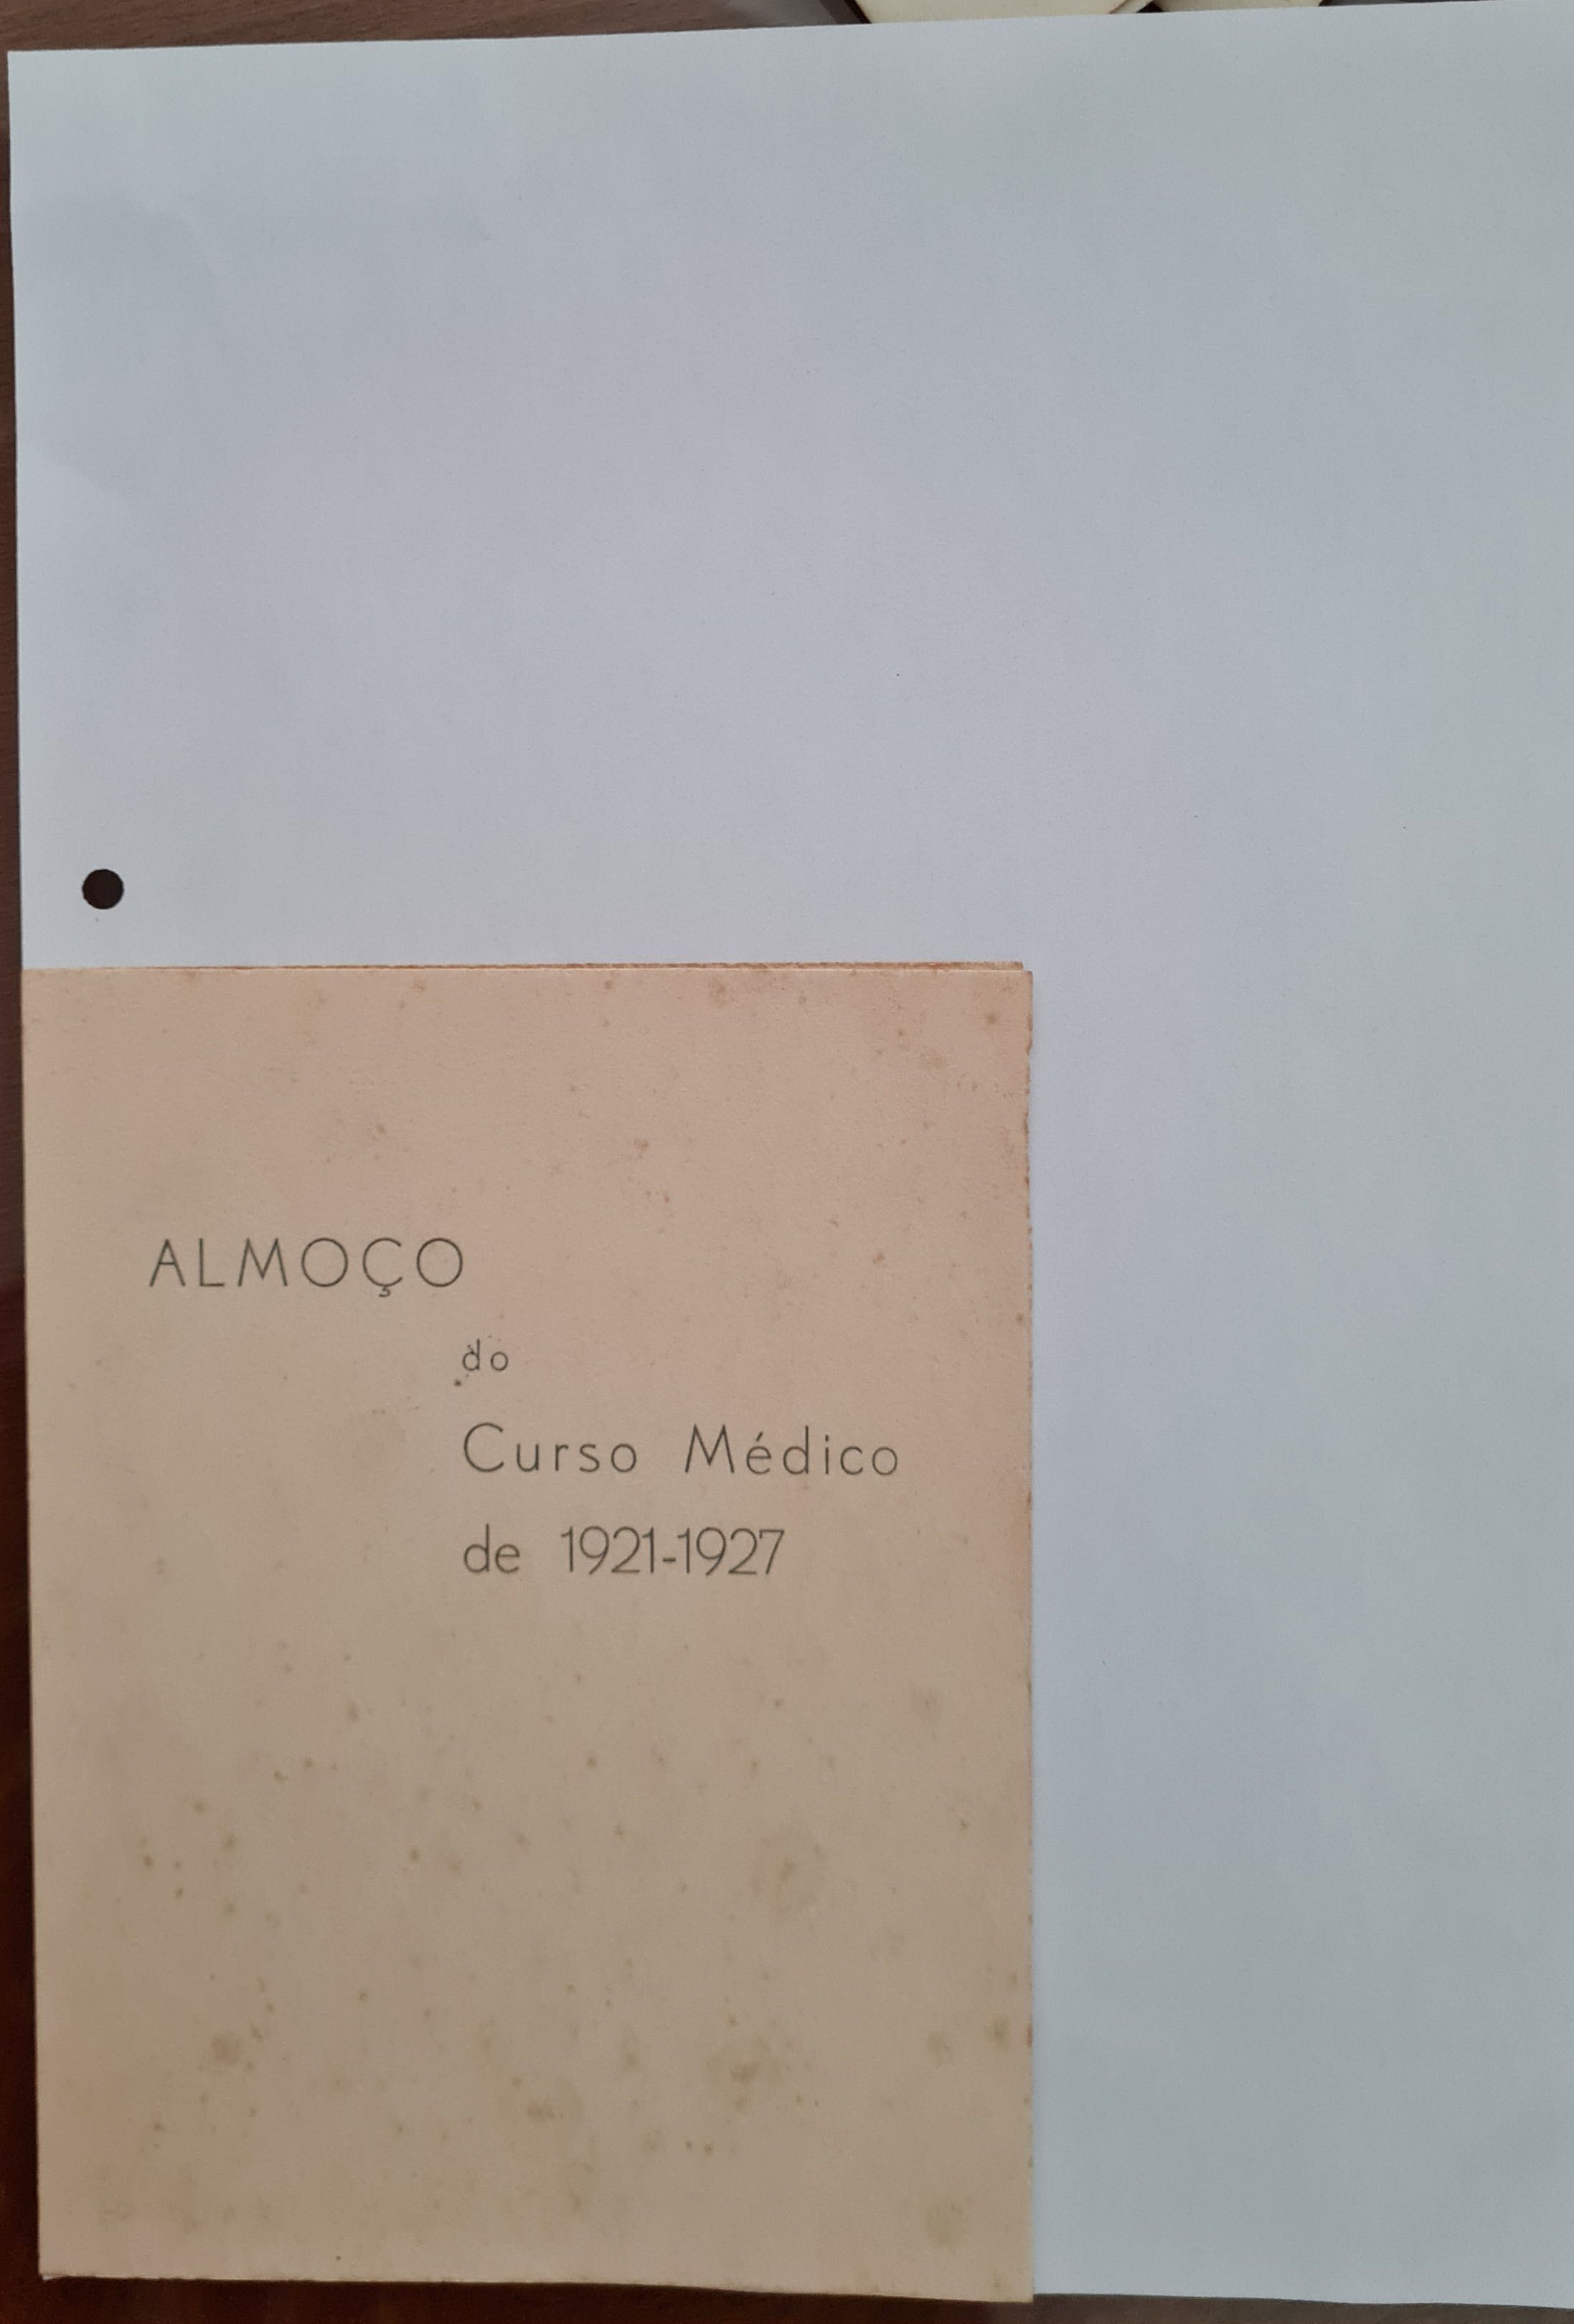 ALMOÇO
do
Curso Médico
de 1921-1927